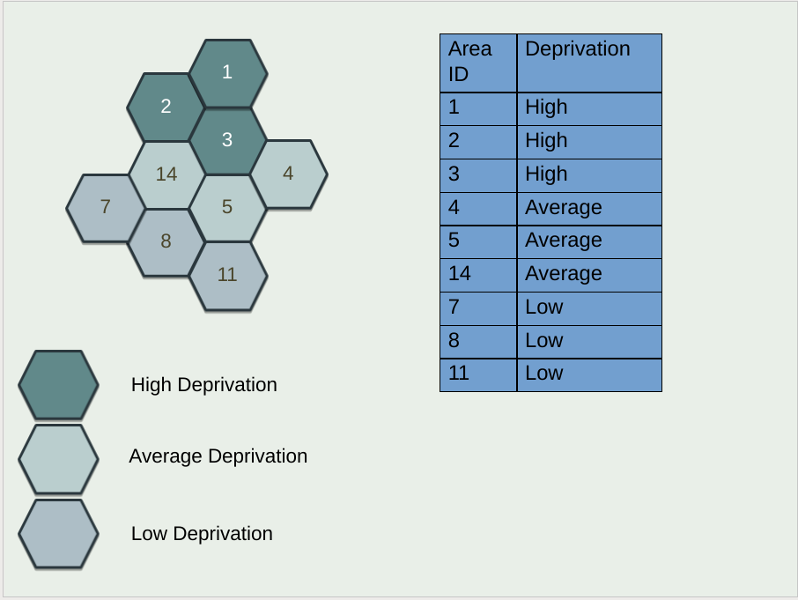 1
2
3
14
4
7
5
8
11
High Deprivation
Average Deprivation
Low Deprivation
Area ID Deprivation
1 High
2 High
3 High
4 Average
5 Average
14 Average
7 Low
8 Low
11 Low